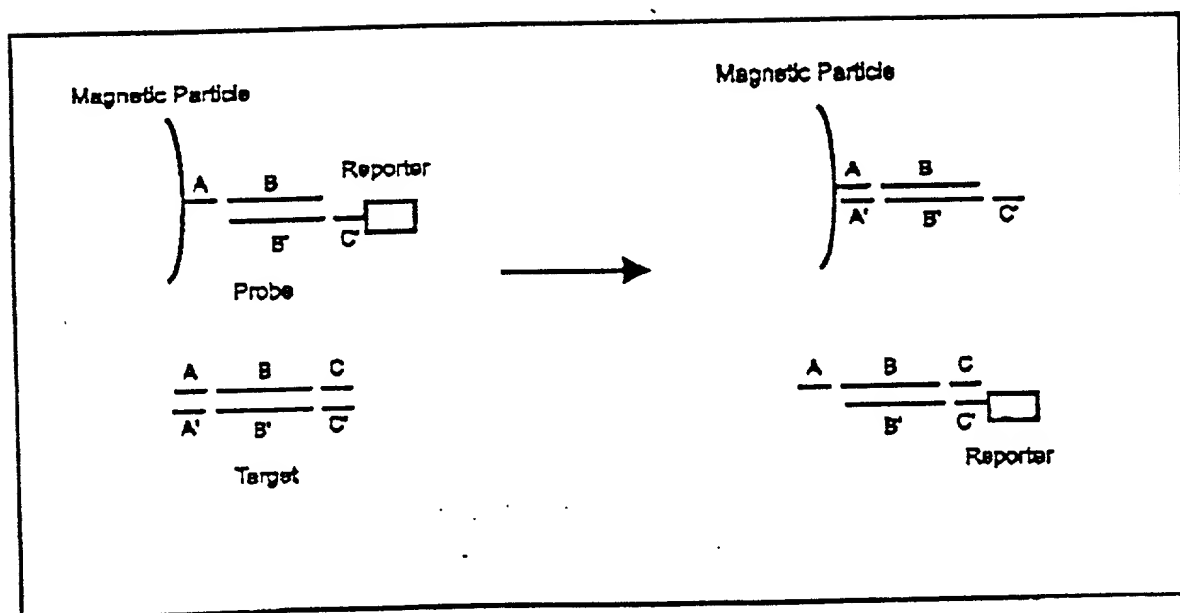 Magnetic Particle
A B Reporter
B' C'
Probe
A B C
A' B' C'
Target
Magnetic Particle
A B
A' B' C'
A B C
B' C'
Reporter